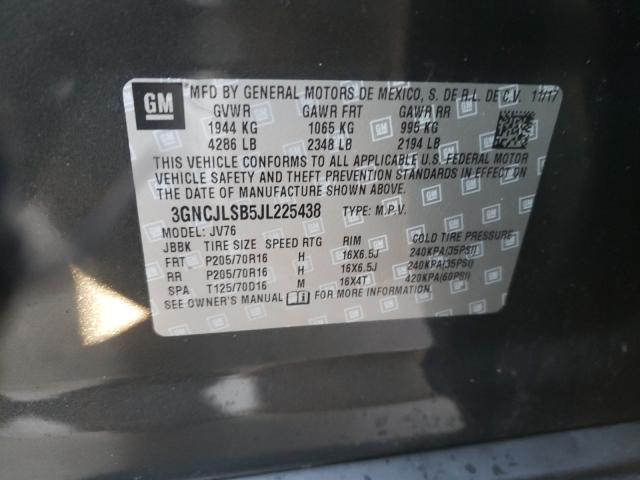 GM
MFD BY GENERAL MOTORS DE MEXICO, S. DE R.L. DE C.V. 11/17
GVWR GAWR FRT GAWR RR
1944 KG 1065 KG 995 KG
4286 LB 2348 LB 2194 LB
THIS VEHICLE CONFORMS TO ALL APPLICABLE U.S. FEDERAL MOTOR
VEHICLE SAFETY AND THEFT PREVENTION STANDARDS IN EFFECT ON
THE DATE OF MANUFACTURE SHOWN ABOVE.
3GNCJLSB5JL225438 TYPE: M.P.V.
MODEL: JV76
JBBK TIRE SIZE SPEED RTG RIM COLD TIRE PRESSURE
FRT P205/70R16 H 16X6.5J 240KPA(35PSI)
RR P205/70R16 H 16X6.5J 240KPA(35PSI)
SPA T125/70D16 M 16X4T 420KPA(60PSI)
SEE OWNER'S MANUAL FOR MORE INFORMATION.